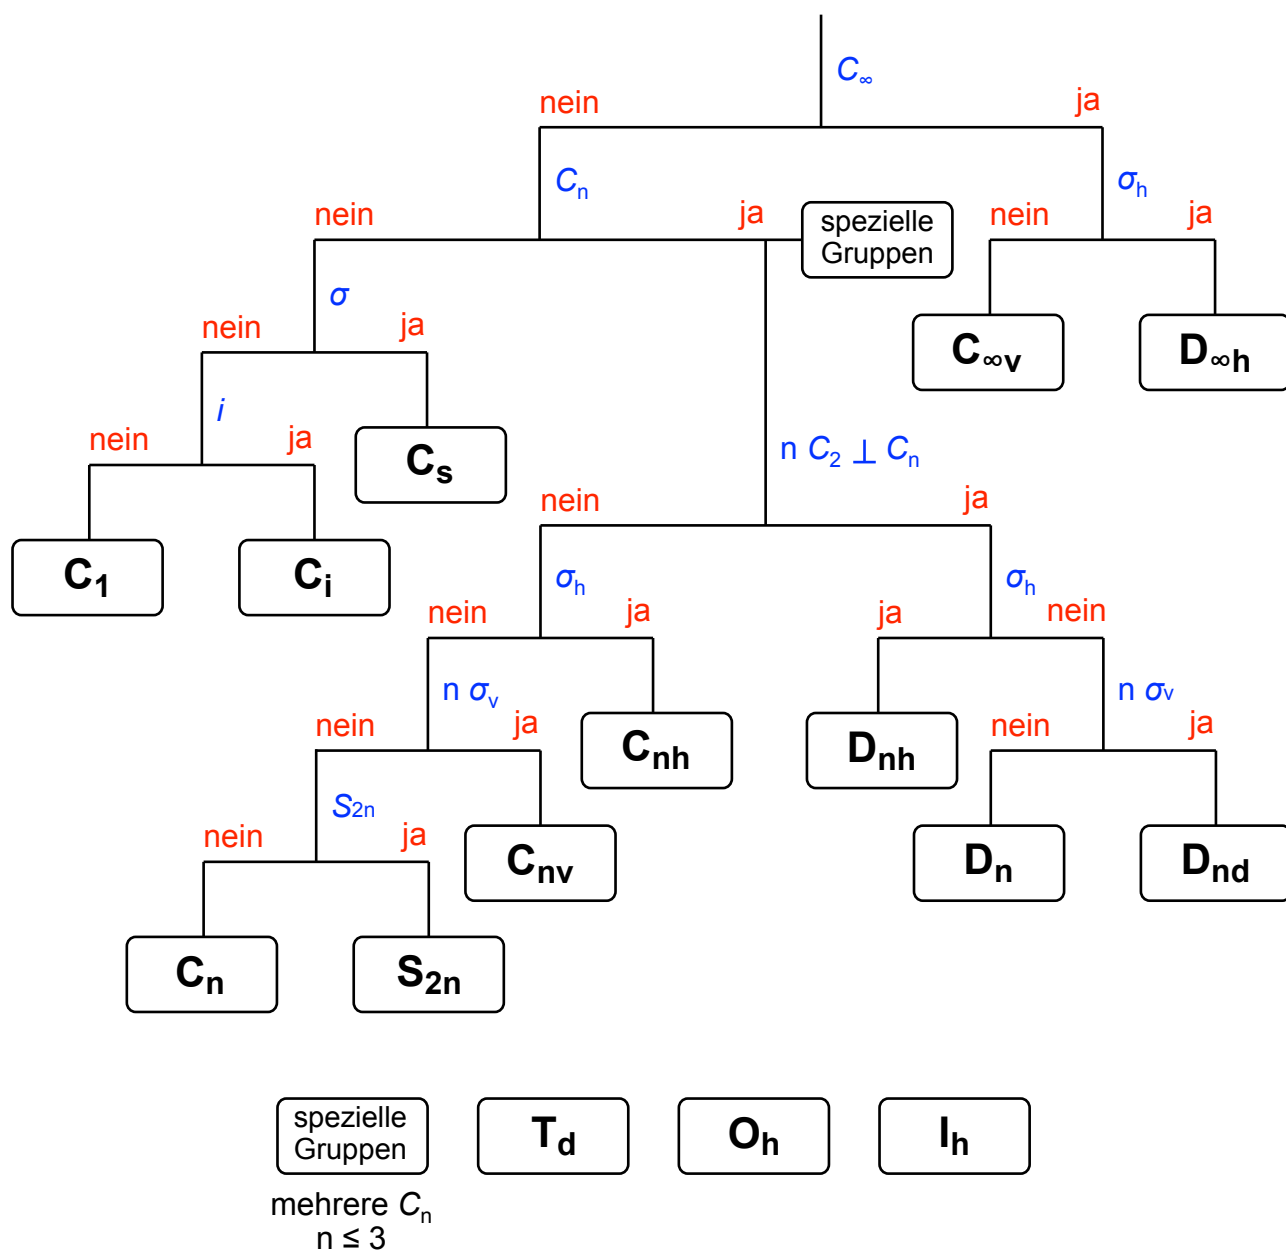 C∞
nein
ja
Cn
σh
nein
ja
spezielle
Gruppen
nein
ja
σ
nein
ja
C∞v
D∞h
i
nein
ja
Cs
n C2 ⊥ Cn
nein
ja
C1
Ci
σh
σh
nein
ja
ja
nein
n σv
n σv
nein
ja
Cnh
Dnh
nein
ja
S2n
nein
ja
Cnv
Dn
Dnd
Cn
S2n
spezielle
Gruppen
Td
Oh
Ih
mehrere Cn
n ≤ 3